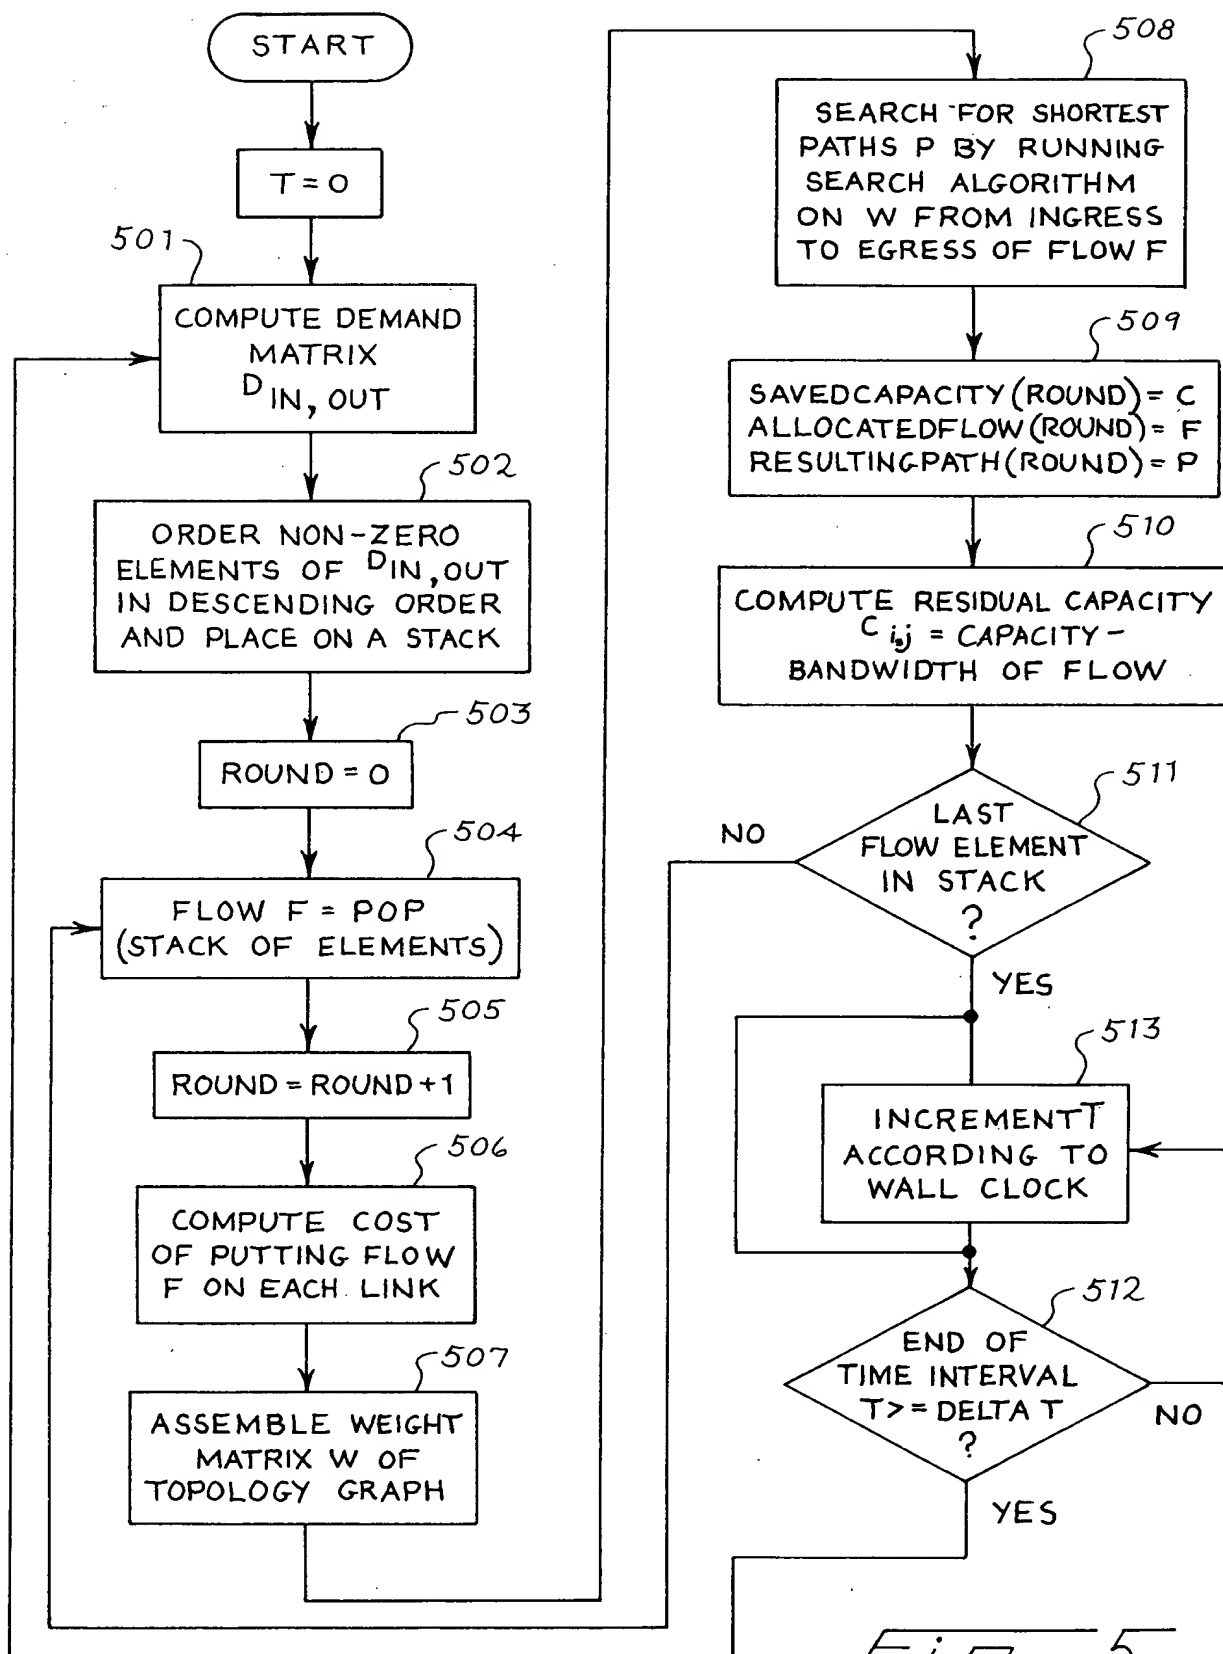 START
T = 0
501
COMPUTE DEMAND
MATRIX
D IN, OUT
502
ORDER NON-ZERO
ELEMENTS OF D IN, OUT
IN DESCENDING ORDER
AND PLACE ON A STACK
503
ROUND = 0
504
FLOW F = POP
(STACK OF ELEMENTS)
505
ROUND = ROUND + 1
506
COMPUTE COST
OF PUTTING FLOW
F ON EACH LINK
507
ASSEMBLE WEIGHT
MATRIX W OF
TOPOLOGY GRAPH
508
SEARCH FOR SHORTEST
PATHS P BY RUNNING
SEARCH ALGORITHM
ON W FROM INGRESS
TO EGRESS OF FLOW F
509
SAVEDCAPACITY (ROUND) = C
ALLOCATEDFLOW (ROUND) = F
RESULTINGPATH (ROUND) = P
510
COMPUTE RESIDUAL CAPACITY
C i,j = CAPACITY -
BANDWIDTH OF FLOW
511
LAST
FLOW ELEMENT
IN STACK
?
NO
YES
513
INCREMENT T
ACCORDING TO
WALL CLOCK
512
END OF
TIME INTERVAL
T >= DELTA T
?
NO
YES
Fig. 5